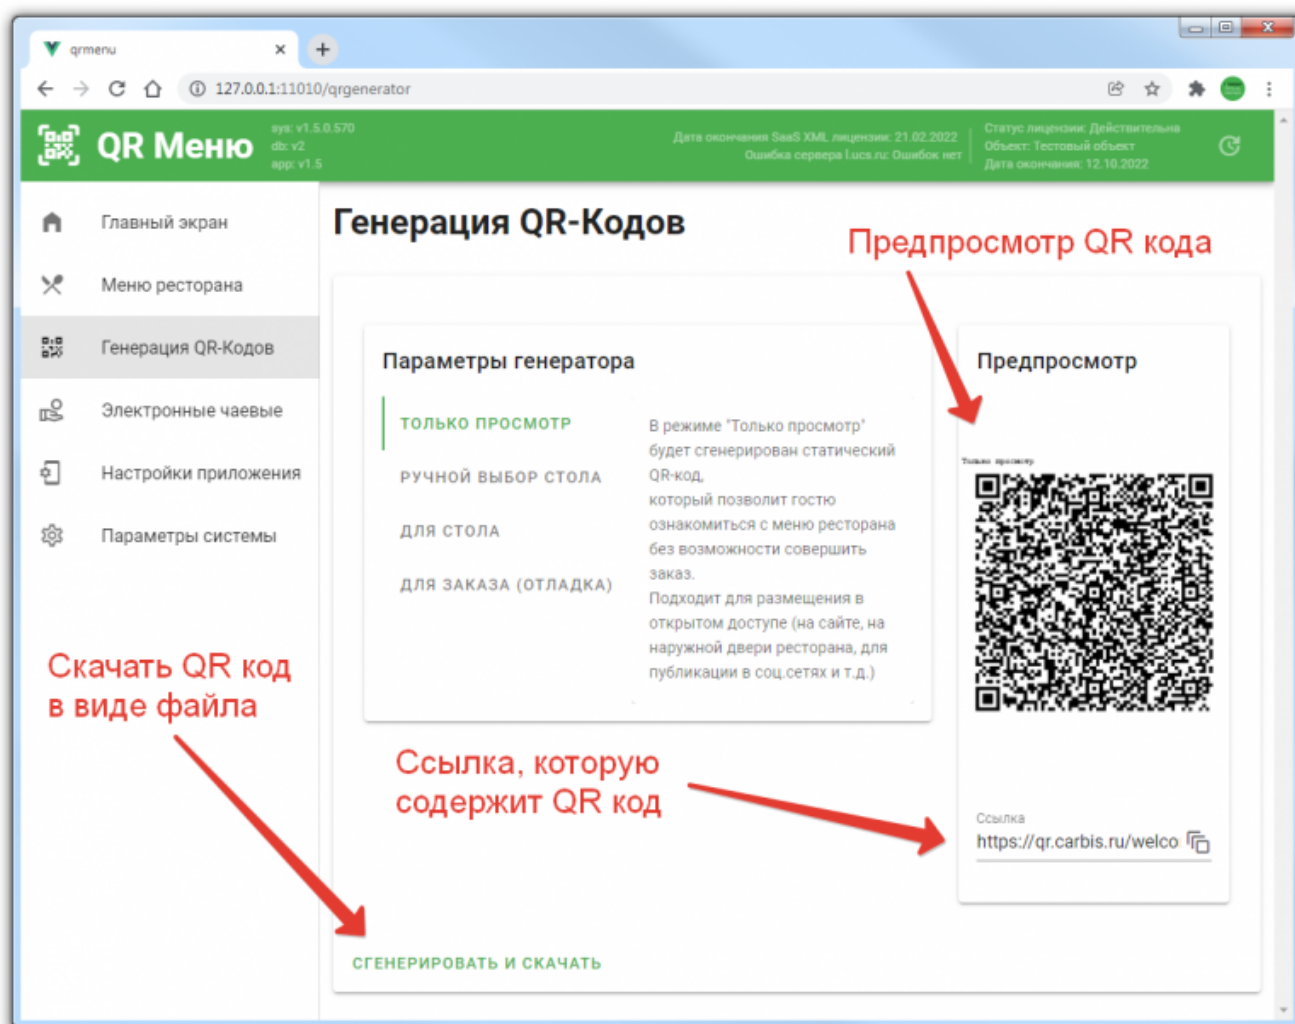 qrmenu
127.0.0.1:11010/qrgenerator
QR Меню
sys: v1.5.0.570
db: v2
app: v1.5
Дата окончания SaaS XML лицензии: 21.02.2022
Ошибка сервера l.ucs.ru: Ошибок нет
Статус лицензии: Действительна
Объект: Тестовый объект
Дата окончания: 12.10.2022
Главный экран
Меню ресторана
Генерация QR-Кодов
Электронные чаевые
Настройки приложения
Параметры системы
Генерация QR-Кодов
Предпросмотр QR кода
Параметры генератора
ТОЛЬКО ПРОСМОТР
РУЧНОЙ ВЫБОР СТОЛА
ДЛЯ СТОЛА
ДЛЯ ЗАКАЗА (ОТЛАДКА)
В режиме "Только просмотр"
будет сгенерирован статический
QR-код,
который позволит гостю
ознакомиться с меню ресторана
без возможности совершить
заказ.
Подходит для размещения в
открытом доступе (на сайте, на
наружной двери ресторана, для
публикации в соц.сетях и т.д.)
Предпросмотр
Только просмотр
Скачать QR код
в виде файла
Ссылка, которую
содержит QR код
Ссылка
https://qr.carbis.ru/welco
СГЕНЕРИРОВАТЬ И СКАЧАТЬ